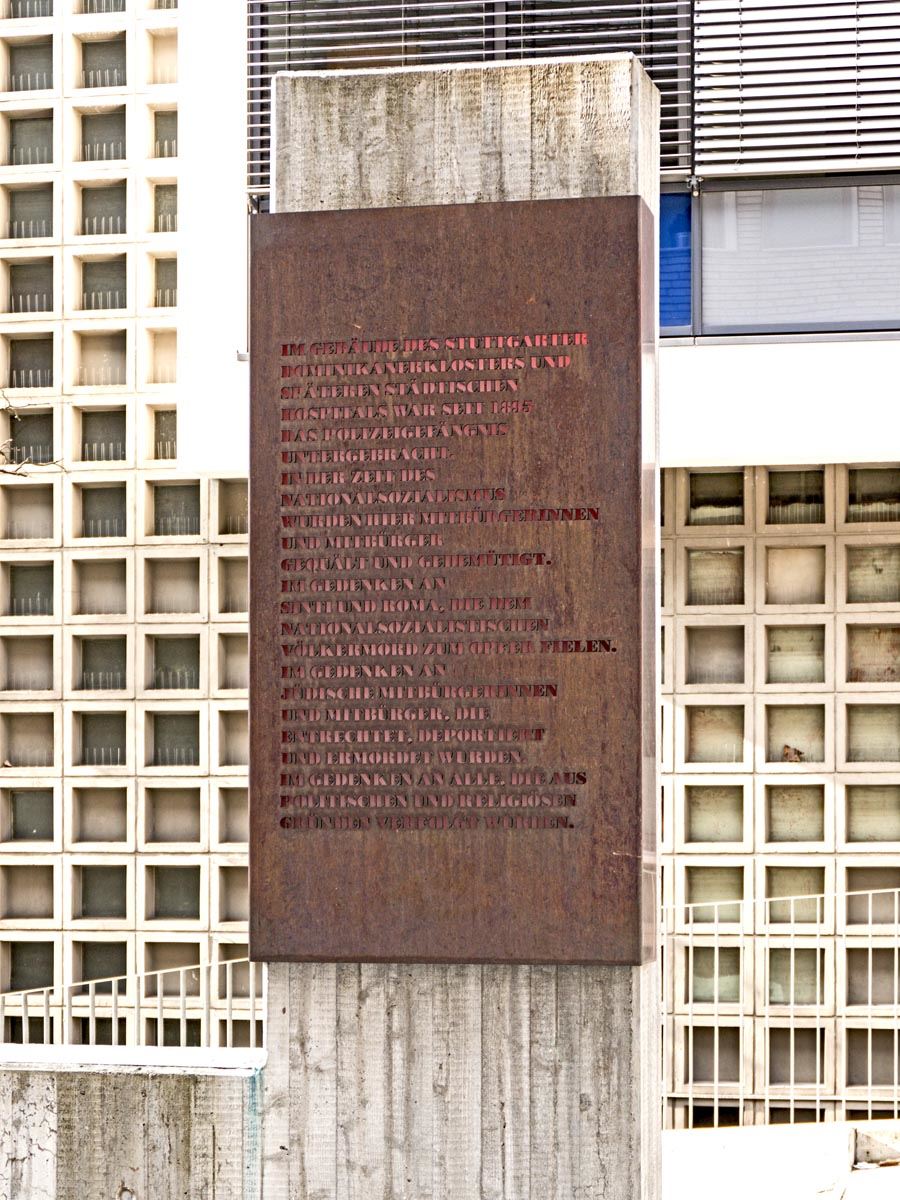 IM GEBÄUDE DES STUTTGARTER
DOMINIKANERKLOSTERS UND
SPÄTEREN STÄDTISCHEN
HOSPITALS WAR SEIT 1895
DAS POLIZEIGEFÄNGNIS
UNTERGEBRACHT.
IN DER ZEIT DES
NATIONALSOZIALISMUS
WURDEN HIER MITBÜRGERINNEN
UND MITBÜRGER
GEQUÄLT UND GEDEMÜTIGT.
IM GEDENKEN AN
SINTI UND ROMA, DIE DEM
NATIONALSOZIALISTISCHEN
VÖLKERMORD ZUM OPFER FIELEN.
IM GEDENKEN AN
JÜDISCHE MITBÜRGERINNEN
UND MITBÜRGER, DIE
ENTRECHTET, DEPORTIERT
UND ERMORDET WURDEN.
IM GEDENKEN AN ALLE, DIE AUS
POLITISCHEN UND RELIGIÖSEN
GRÜNDEN VERFOLGT WURDEN.